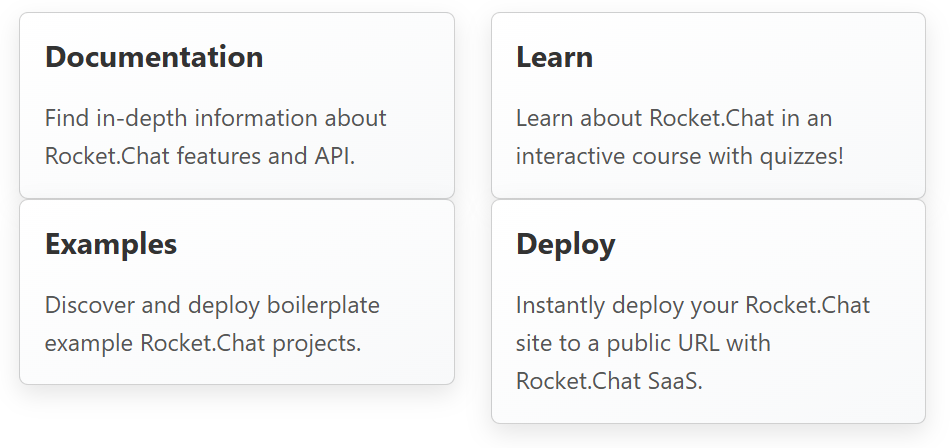 Documentation
Find in-depth information about
Rocket.Chat features and API.
Learn
Learn about Rocket.Chat in an
interactive course with quizzes!
Examples
Discover and deploy boilerplate
example Rocket.Chat projects.
Deploy
Instantly deploy your Rocket.Chat
site to a public URL with
Rocket.Chat SaaS.